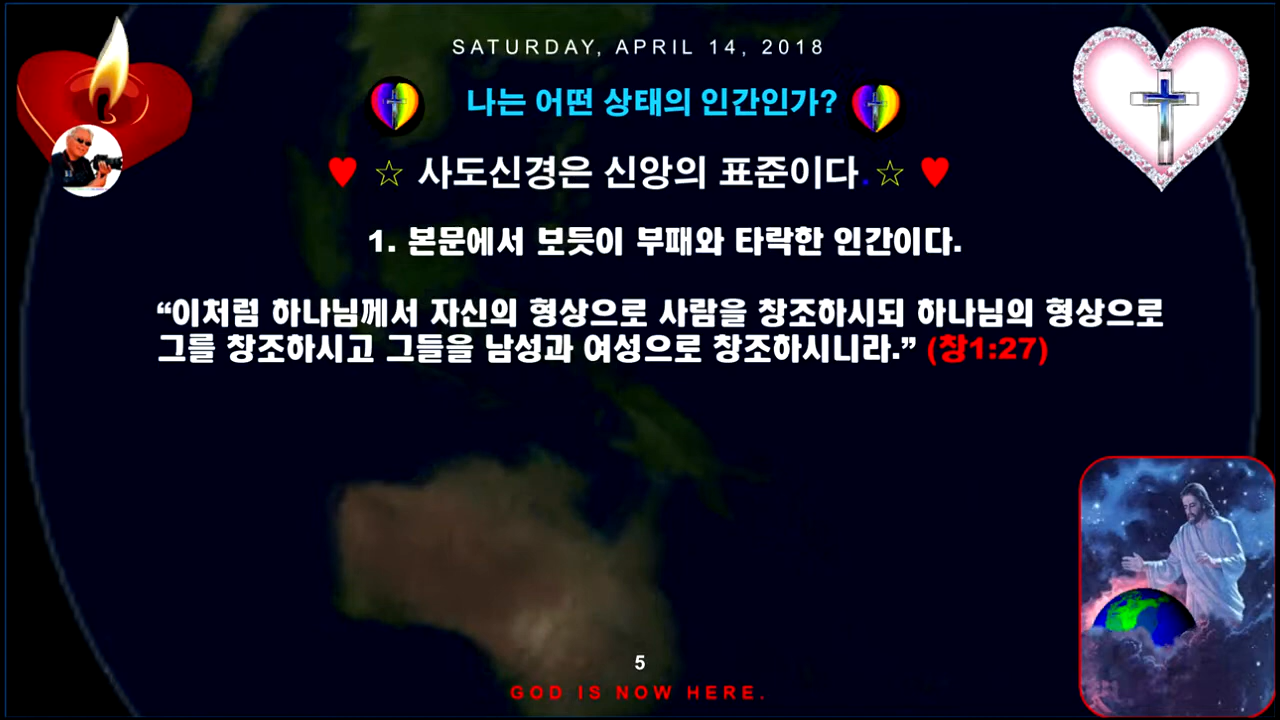 SATURDAY, APRIL 14, 2018
나는 어떤 상태의 인간인가?
♥ ☆ 사도신경은 신앙의 표준이다. ☆ ♥
1. 본문에서 보듯이 부패와 타락한 인간이다.
“이처럼 하나님께서 자신의 형상으로 사람을 창조하시되 하나님의 형상으로
그를 창조하시고 그들을 남성과 여성으로 창조하시니라.” (창1:27)
5
GOD IS NOW HERE.